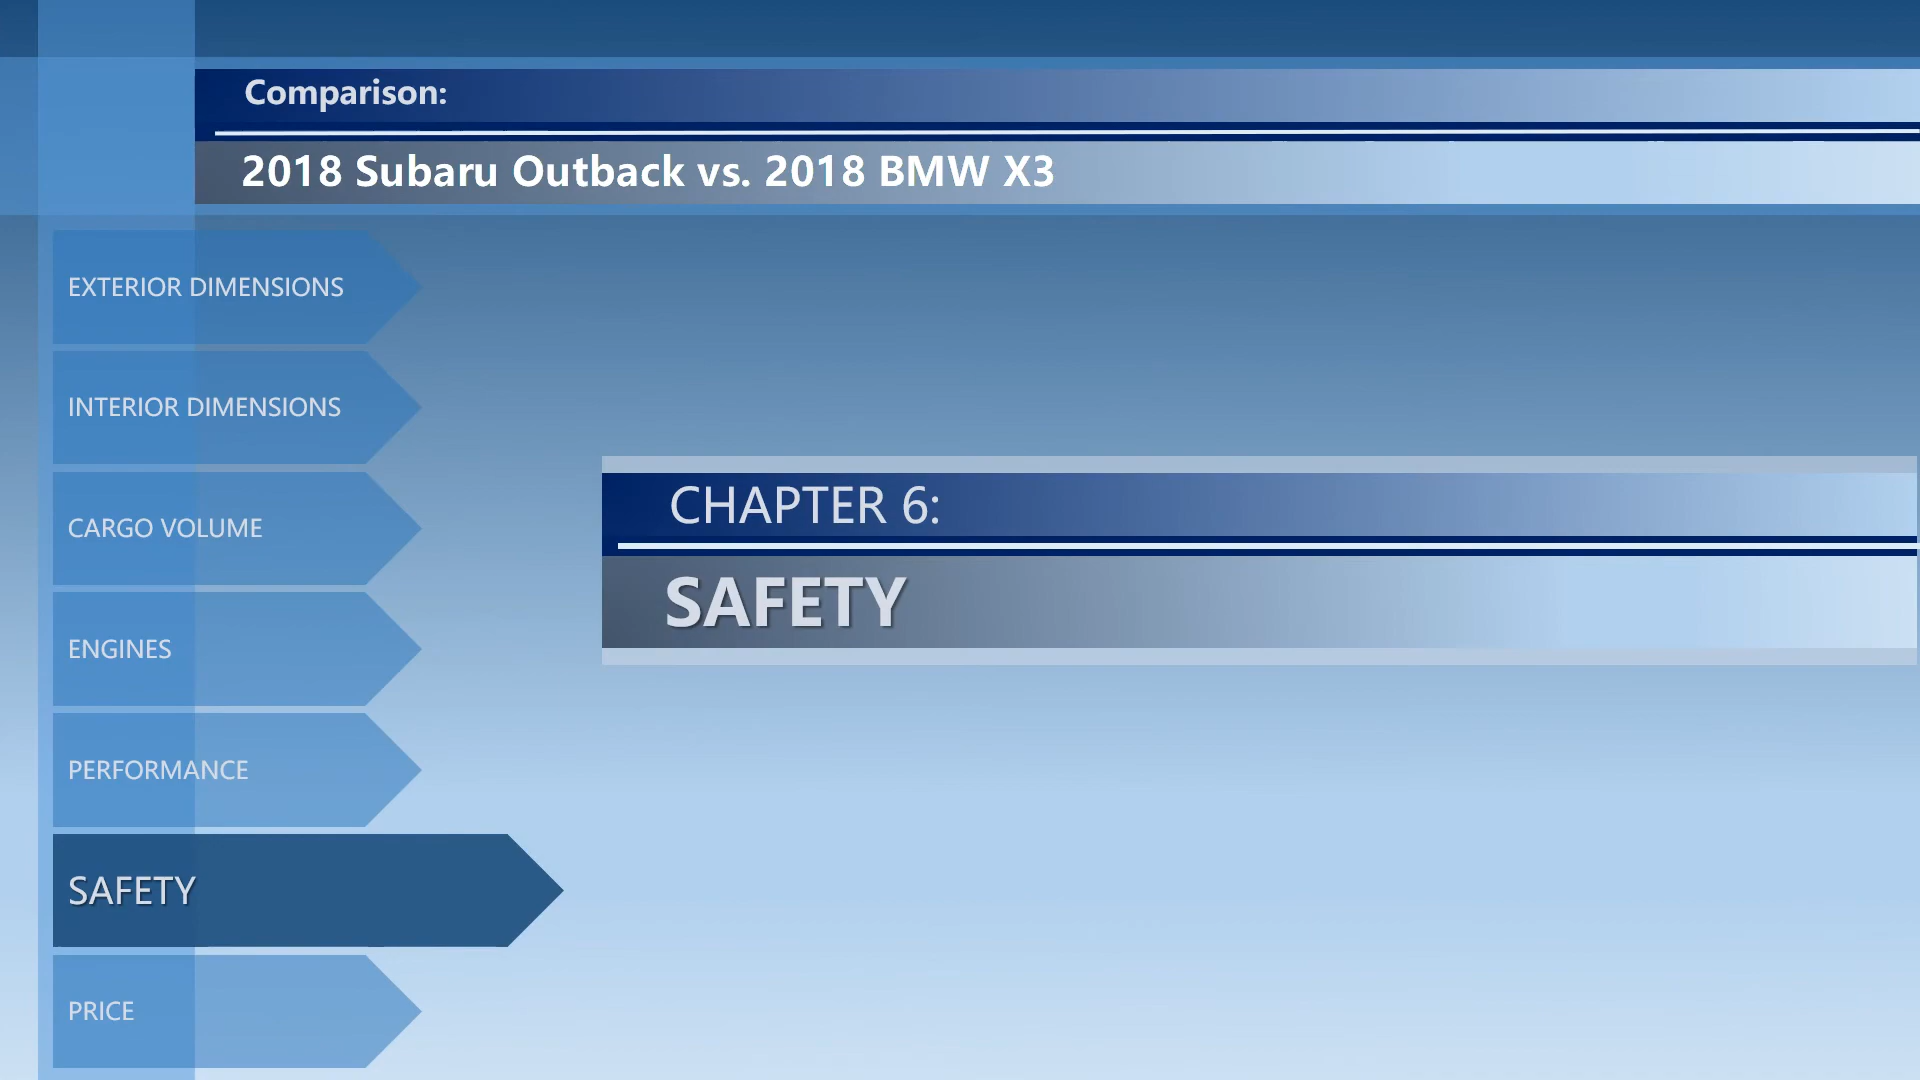 Comparison:
2018 Subaru Outback vs. 2018 BMW X3
EXTERIOR DIMENSIONS
INTERIOR DIMENSIONS
CARGO VOLUME
ENGINES
PERFORMANCE
SAFETY
PRICE
CHAPTER 6:
SAFETY